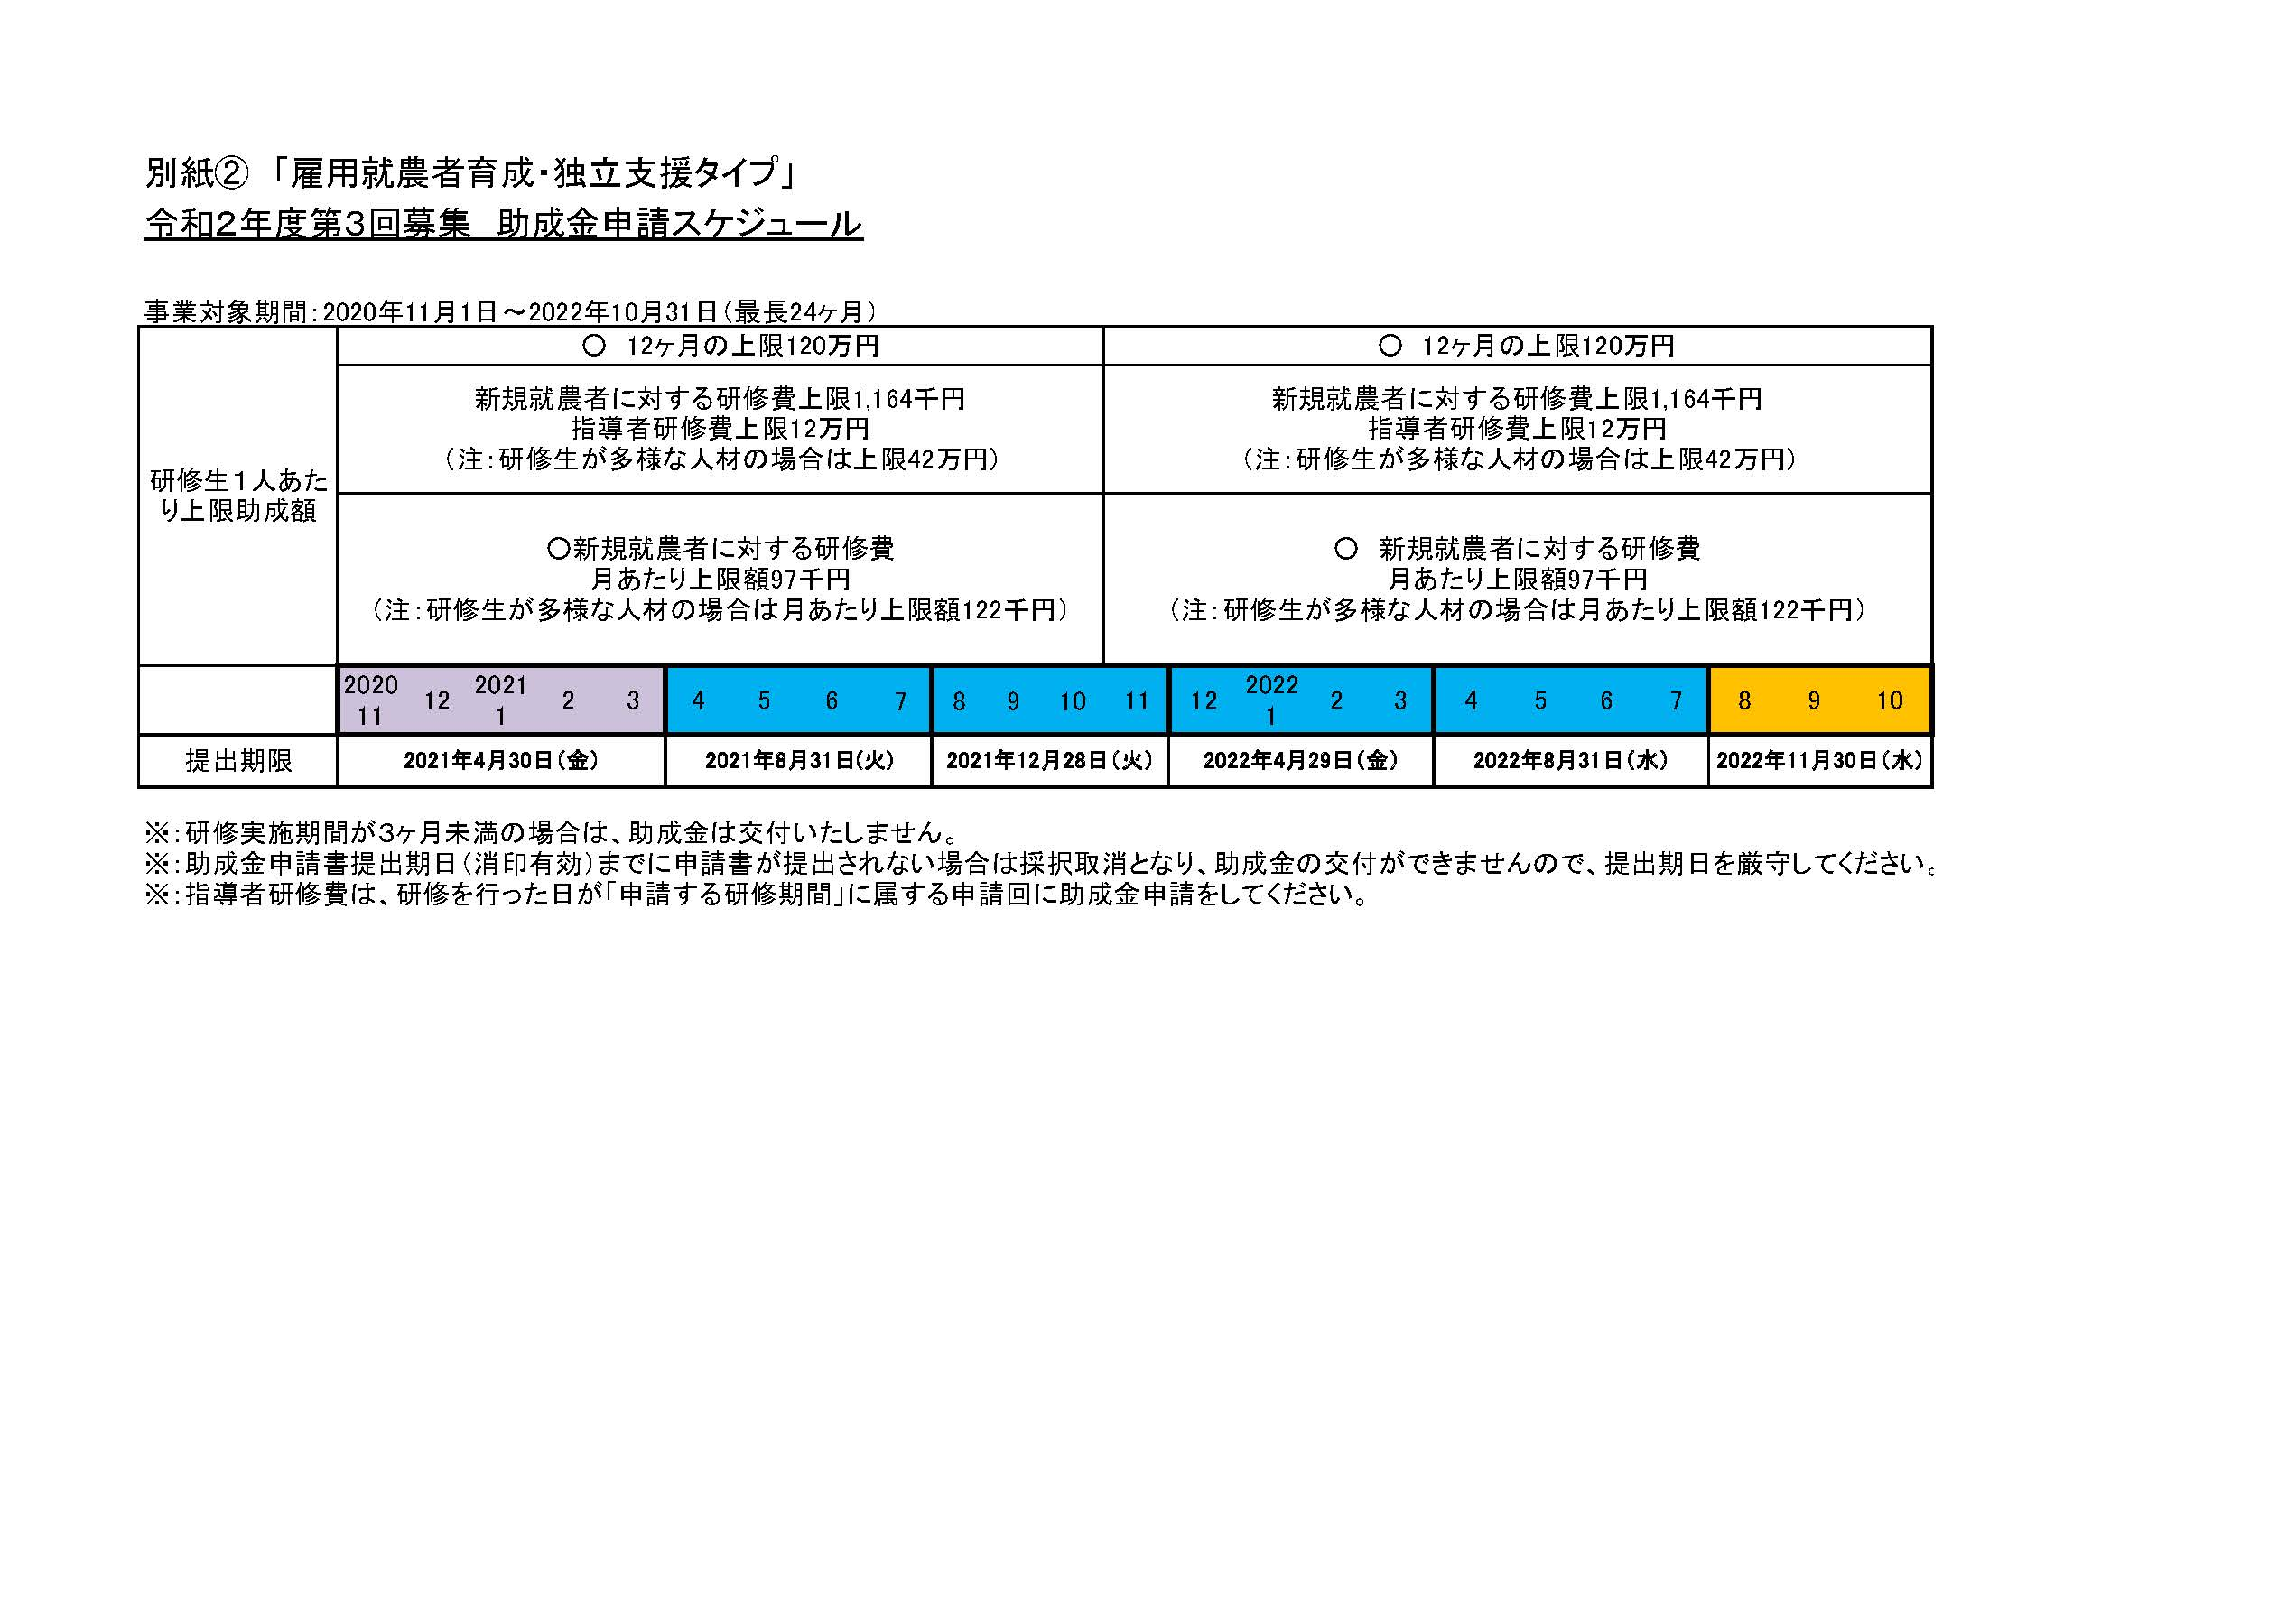 別紙②　「雇用就農者育成・独立支援タイプ」
令和２年度第３回募集　助成金申請スケジュール
事業対象期間：2020年11月1日～2022年10月31日（最長24ヶ月）
研修生１人あた
り上限助成額
〇　12ヶ月の上限120万円
〇　12ヶ月の上限120万円
新規就農者に対する研修費上限1,164千円
指導者研修費上限12万円
（注：研修生が多様な人材の場合は上限42万円）
新規就農者に対する研修費上限1,164千円
指導者研修費上限12万円
（注：研修生が多様な人材の場合は上限42万円）
〇新規就農者に対する研修費
月あたり上限額97千円
（注：研修生が多様な人材の場合は月あたり上限額122千円）
〇　新規就農者に対する研修費
月あたり上限額97千円
（注：研修生が多様な人材の場合は月あたり上限額122千円）
2020 11　12　2021 1　2　3　4　5　6　7　8　9　10　11　12　2022 1　2　3　4　5　6　7　8　9　10
提出期限　2021年4月30日（金）　2021年8月31日（火）　2021年12月28日（火）　2022年4月29日（金）　2022年8月31日（水）　2022年11月30日（水）
※：研修実施期間が３ヶ月未満の場合は、助成金は交付いたしません。
※：助成金申請書提出期日（消印有効）までに申請書が提出されない場合は採択取消となり、助成金の交付ができませんので、提出期日を厳守してください。
※：指導者研修費は、研修を行った日が「申請する研修期間」に属する申請回に助成金申請をしてください。